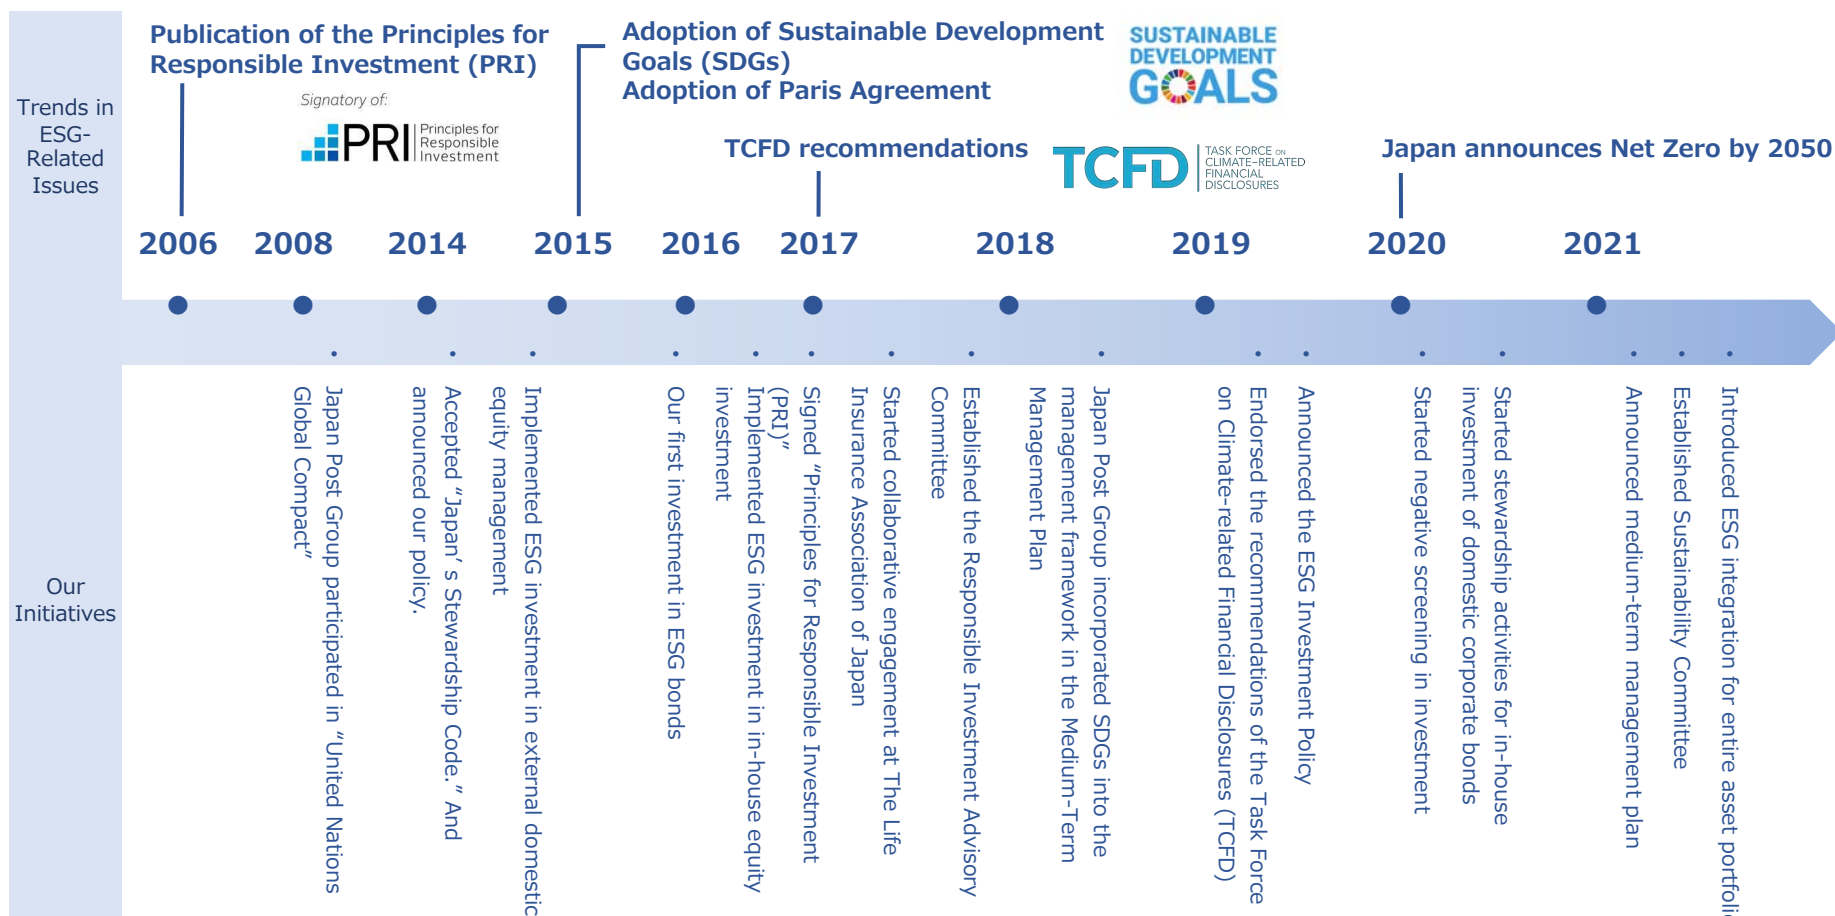 Trends in
ESG-
Related
Issues
Publication of the Principles for
Responsible Investment (PRI)
Signatory of:
PRI Principles for
Responsible
Investment
Adoption of Sustainable Development
Goals (SDGs)
Adoption of Paris Agreement
SUSTAINABLE
DEVELOPMENT
GOALS
TCFD recommendations
TCFD TASK FORCE ON
CLIMATE-RELATED
FINANCIAL
DISCLOSURES
Japan announces Net Zero by 2050
2006 2008 2014 2015 2016 2017 2018 2019 2020 2021
Our
Initiatives
Japan Post Group participated in “United Nations
Global Compact”
Accepted “Japan’s Stewardship Code.” And
announced our policy.
Implemented ESG investment in external domestic
equity management
Our first investment in ESG bonds
Implemented ESG investment in in-house equity
investment
Signed “Principles for Responsible Investment
(PRI)”
Started collaborative engagement at The Life
Insurance Association of Japan
Established the Responsible Investment Advisory
Committee
Japan Post Group incorporated SDGs into the
management framework in the Medium-Term
Management Plan
Endorsed the recommendations of the Task Force
on Climate-related Financial Disclosures (TCFD)
Announced the ESG Investment Policy
Started negative screening in investment
Started stewardship activities for in-house
investment of domestic corporate bonds
Announced medium-term management plan
Established Sustainability Committee
Introduced ESG integration for entire asset portfolio